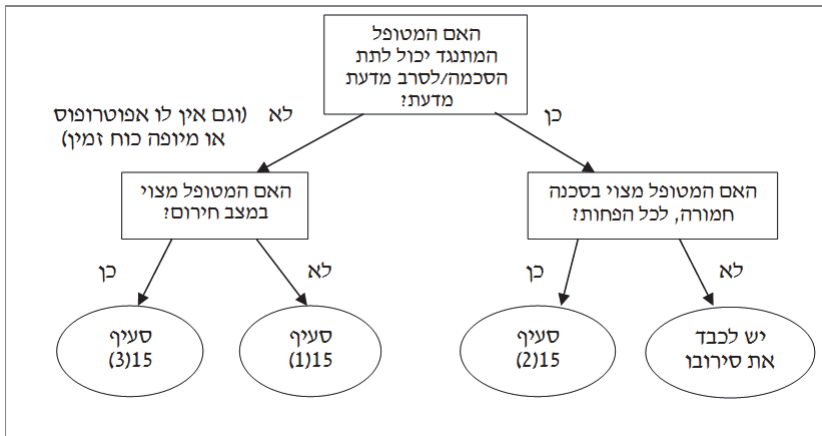 האם המטופל
המתנגד יכול לתת
הסכמה/לסרב מדעת
מדעת?
כן
לא (וגם אין לו אפוטרופוס
או מיופה כוח זמין)
האם המטופל מצוי בסכנה
חמורה, לכל הפחות?
האם המטופל מצוי
במצב חירום?
לא
כן
לא
כן
יש לכבד
את סירובו
סעיף
15(2)
סעיף
15(1)
סעיף
15(3)